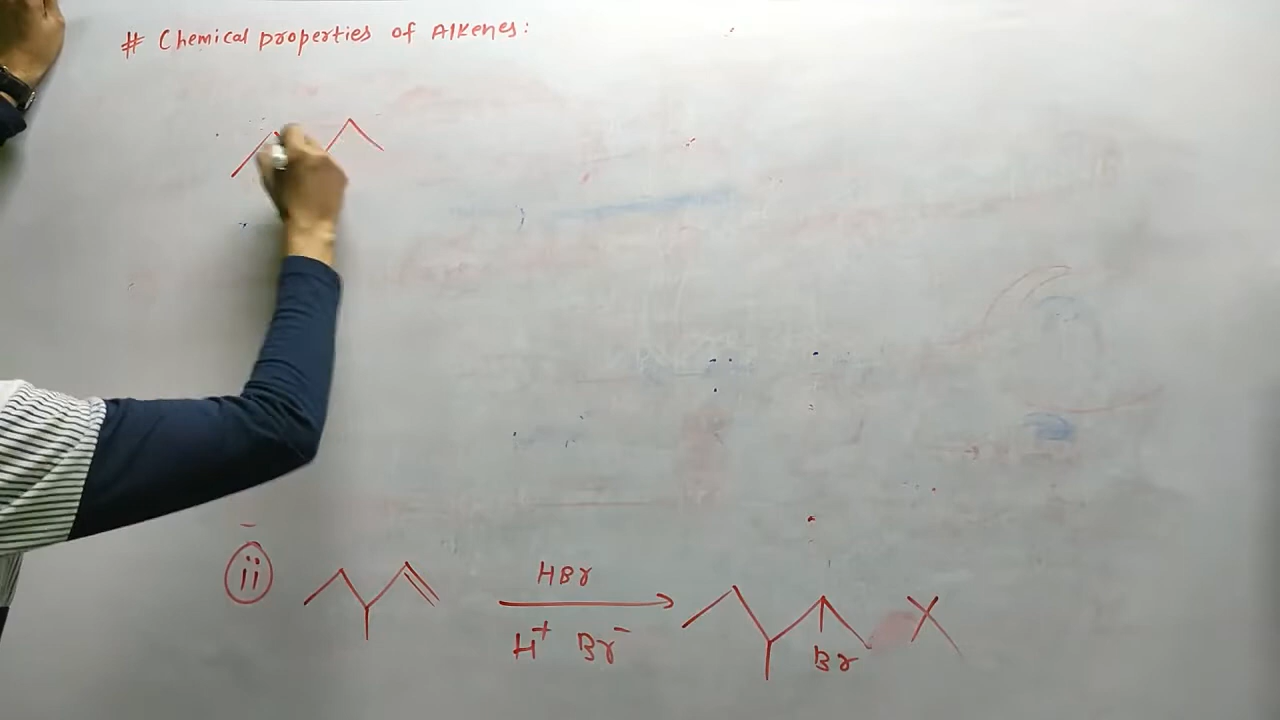 # Chemical properties of Alkenes:
ii
HBr
H+ Br-
Br
X